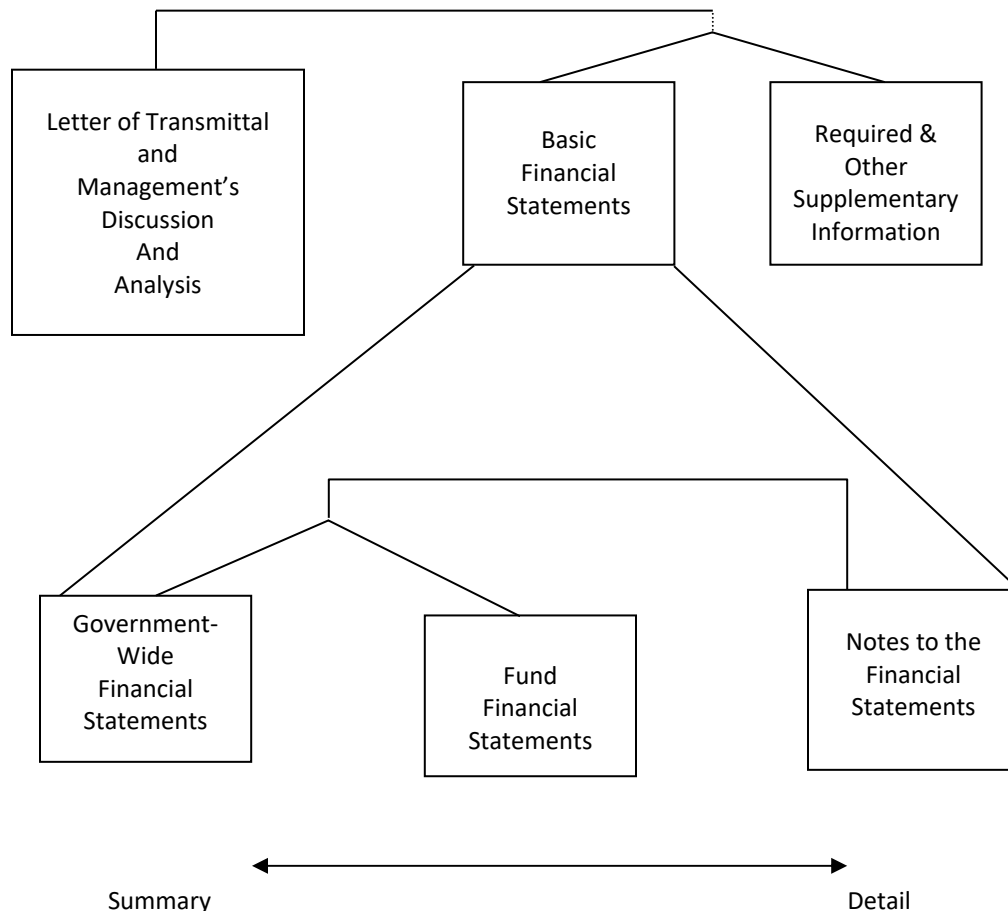 Letter of Transmittal
and
Management’s
Discussion
And
Analysis
Basic
Financial
Statements
Required &
Other
Supplementary
Information
Government-
Wide
Financial
Statements
Fund
Financial
Statements
Notes to the
Financial
Statements
Summary
Detail